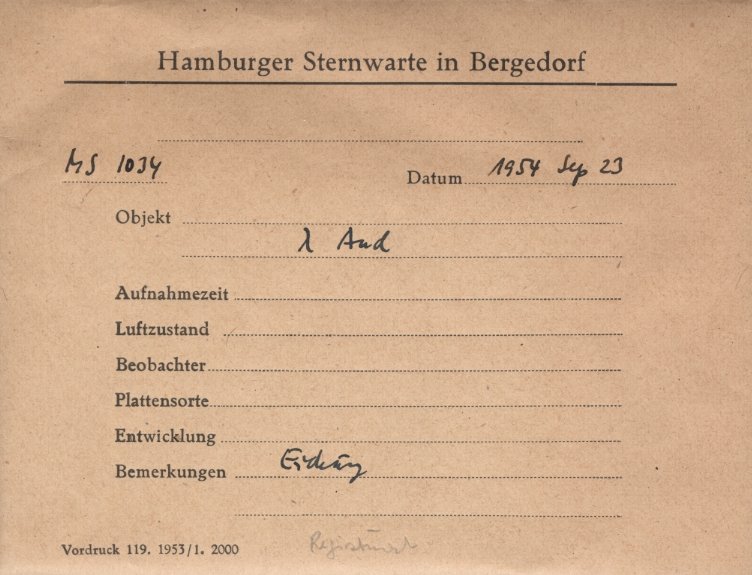 Hamburger Sternwarte in Bergedorf
MS 1034
Datum 1954 Sep 23
Objekt
λ And
Aufnahmezeit
Luftzustand
Beobachter
Plattensorte
Entwicklung
Bemerkungen Eichung
Vordruck 119. 1953/1. 2000